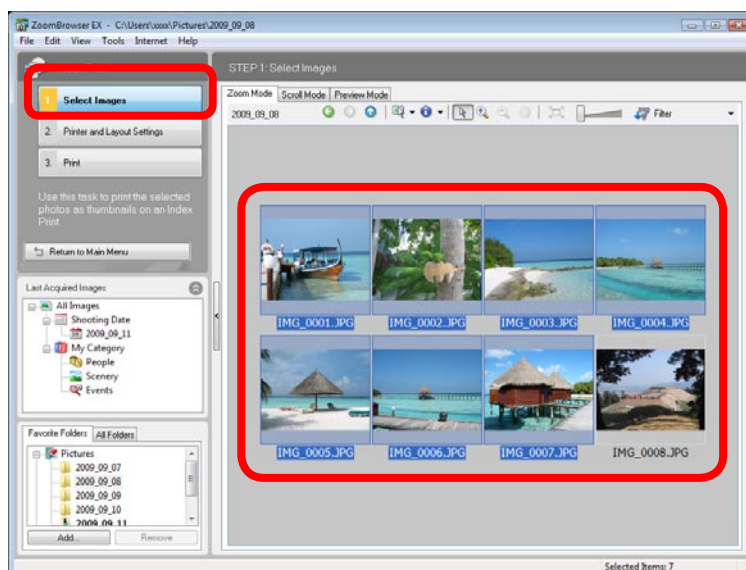 ZoomBrowser EX - C:\Users\xxxx\Pictures\2009_09_08
File Edit View Tools Internet Help
STEP 1: Select Images
1. Select Images
2. Printer and Layout Settings
3. Print
Use this task to print the selected
photos as thumbnails on an Index
Print.
Return to Main Menu
Zoom Mode Scroll Mode Preview Mode
2009_09_08 Filter
IMG_0001.JPG IMG_0002.JPG IMG_0003.JPG IMG_0004.JPG
IMG_0005.JPG IMG_0006.JPG IMG_0007.JPG IMG_0008.JPG
Last Acquired Images
All Images
Shooting Date
2009_09_11
My Category
People
Scenery
Events
Favorite Folders All Folders
Pictures
2009_09_07
2009_09_08
2009_09_09
2009_09_10
2009_09_11
Add... Remove
Selected Items: 7